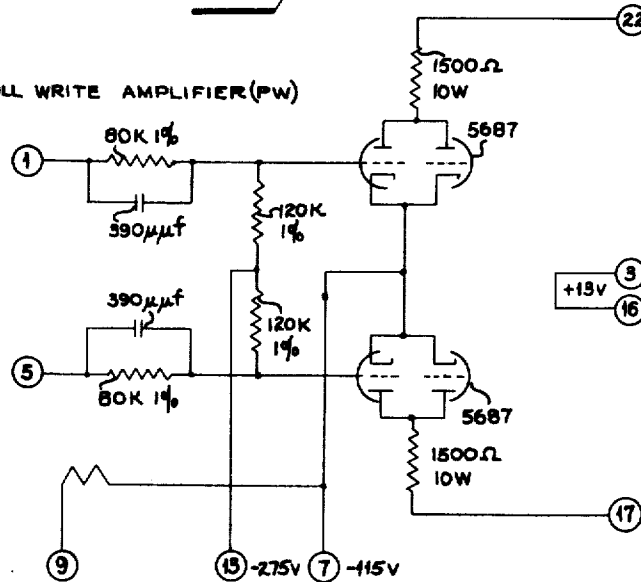 LL WRITE AMPLIFIER (PW)
22
1500Ω
10W
5687
1
80K 1%
390μμf
120K
1%
3
+13V
16
390μμf
120K
1%
5
80K 1%
5687
1500Ω
10W
17
9
13 -275V
7 -115V